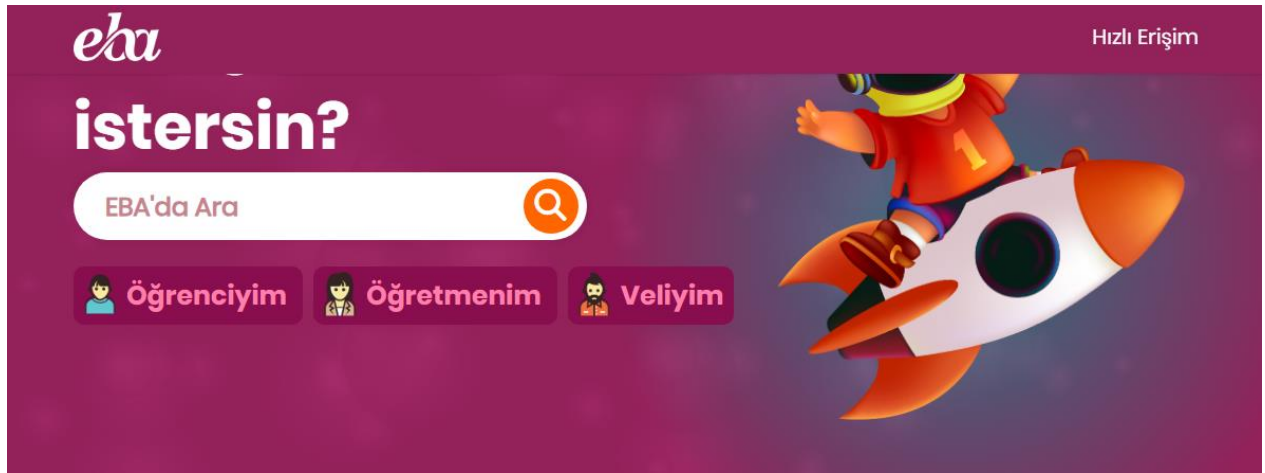 eba
Hızlı Erişim
istersin?
EBA'da Ara
Öğrenciyim
Öğretmenim
Veliyim
1